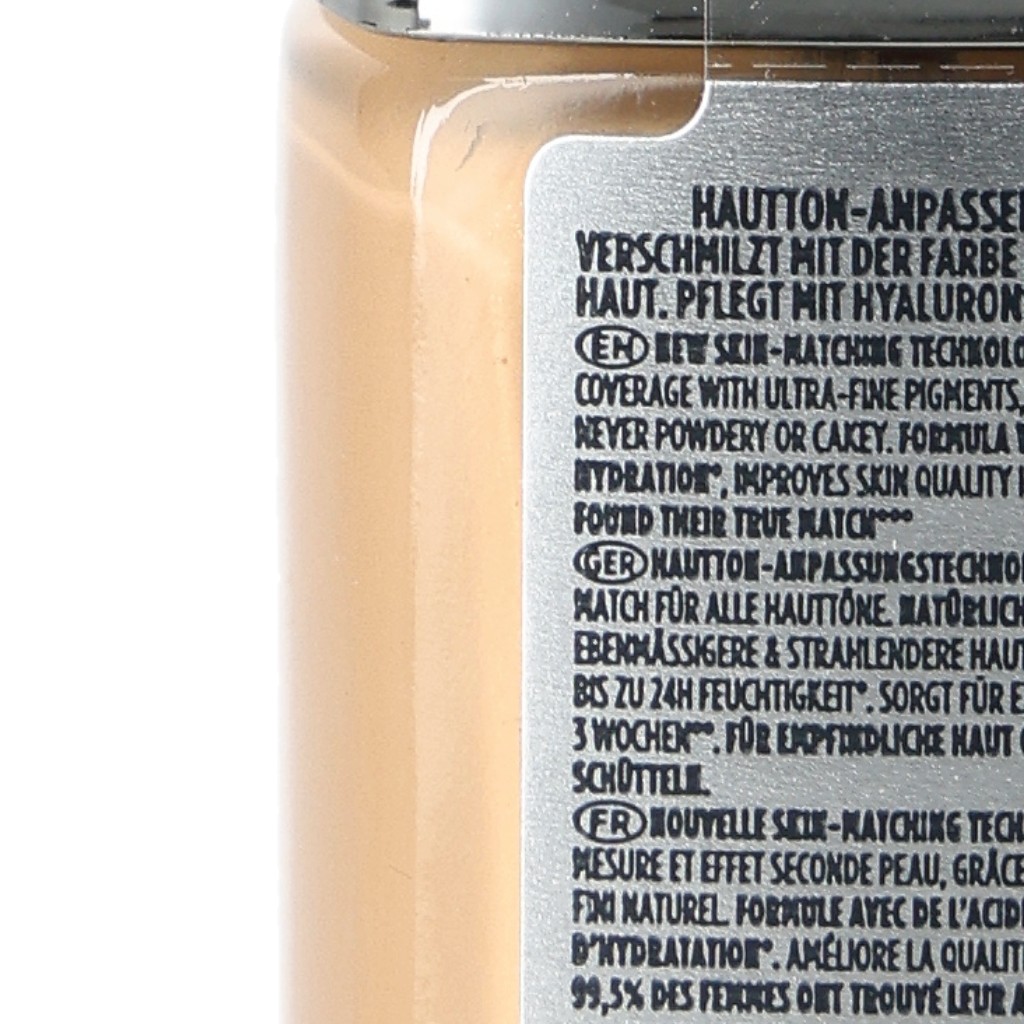 HAUTTON-ANPASSE
VERSCHMILZT MIT DER FARBE
HAUT. PFLEGT MIT HYALURON
EN NEW SKIN-MATCHING TECHNOLO
COVERAGE WITH ULTRA-FINE PIGMENTS,
NEVER POWDERY OR CAKEY. FORMULA
HYDRATION*, IMPROVES SKIN QUALITY
FOUND THEIR TRUE MATCH***
GER HAUTTON-ANPASSUNGSTECHNO
MATCH FÜR ALLE HAUTTÖNE. NATÜRLICH
EBENMÄSSIGERE & STRAHLENDERE HAUT
BIS ZU 24H FEUCHTIGKEIT*. SORGT FÜR E
3 WOCHEN**. FÜR EMPFINDLICHE HAUT
SCHÜTTELN.
FR NOUVELLE SKIN-MATCHING TECH
MESURE ET EFFET SECONDE PEAU, GRÂCE
FINI NATUREL. FORMULE AVEC DE L'ACID
D'HYDRATATION*. AMÉLIORE LA QUALIT
99,5% DES FEMMES ONT TROUVÉ LEUR